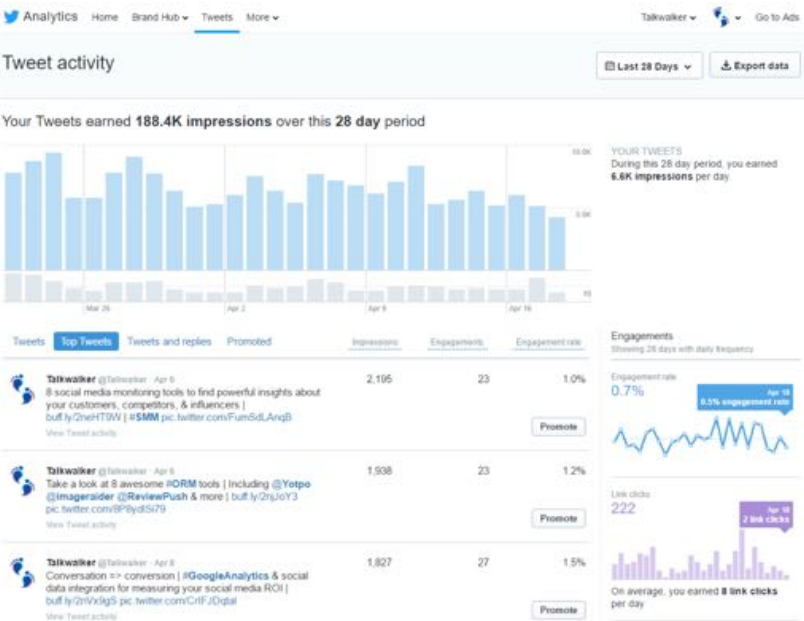 Analytics Home Brand Hub Tweets More Talkwalker Go to Ads
Tweet activity
Last 28 Days Export data
Your Tweets earned 188.4K impressions over this 28 day period
YOUR TWEETS
During this 28 day period, you earned
6.6K impressions per day.
Mar 26 Apr 2 Apr 9 Apr 16
Tweets Top Tweets Tweets and replies Promoted Impressions Engagements Engagement rate
Talkwalker @Talkwalker · Apr
8 social media monitoring tools to find powerful insights about
your customers, competitors, & influencers |
buff.ly/2neHT9W | #SMM pic.twitter.com/FumSdLAnqB
View Tweet activity
2,195 23 1.0%
Promote
Talkwalker @Talkwalker · Apr
Take a look at 8 awesome #ORM tools | Including @Yotpo
@imageraider @ReviewPush & more | buff.ly/2njJoY3
pic.twitter.com/8P8ydISi79
View Tweet activity
1,938 23 1.2%
Promote
Talkwalker @Talkwalker · Apr
Conversation => conversion | #GoogleAnalytics & social
data integration for measuring your social media ROI |
buff.ly/2nVx9gS
View Tweet activity
1,827 27 1.5%
Promote
Engagements
Showing 28 days with daily frequency
Engagement rate
0.7%
Apr 18
0.5% engagement rate
Link clicks
222
Apr 18
2 link clicks
On average, you earned 8 link clicks
per day